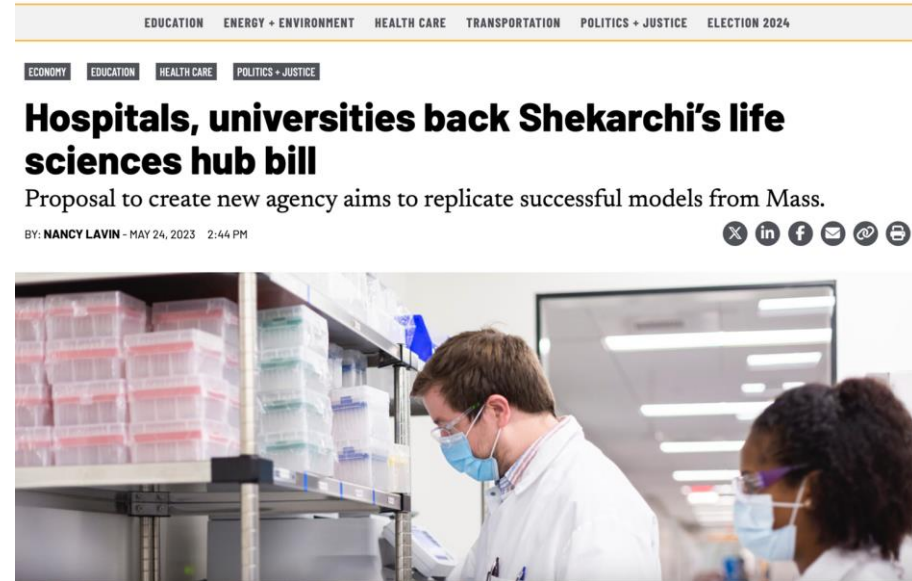 EDUCATION ENERGY + ENVIRONMENT HEALTH CARE TRANSPORTATION POLITICS + JUSTICE ELECTION 2024
ECONOMY EDUCATION HEALTH CARE POLITICS + JUSTICE
Hospitals, universities back Shekarchi’s life
sciences hub bill
Proposal to create new agency aims to replicate successful models from Mass.
BY: NANCY LAVIN - MAY 24, 2023 2:44 PM